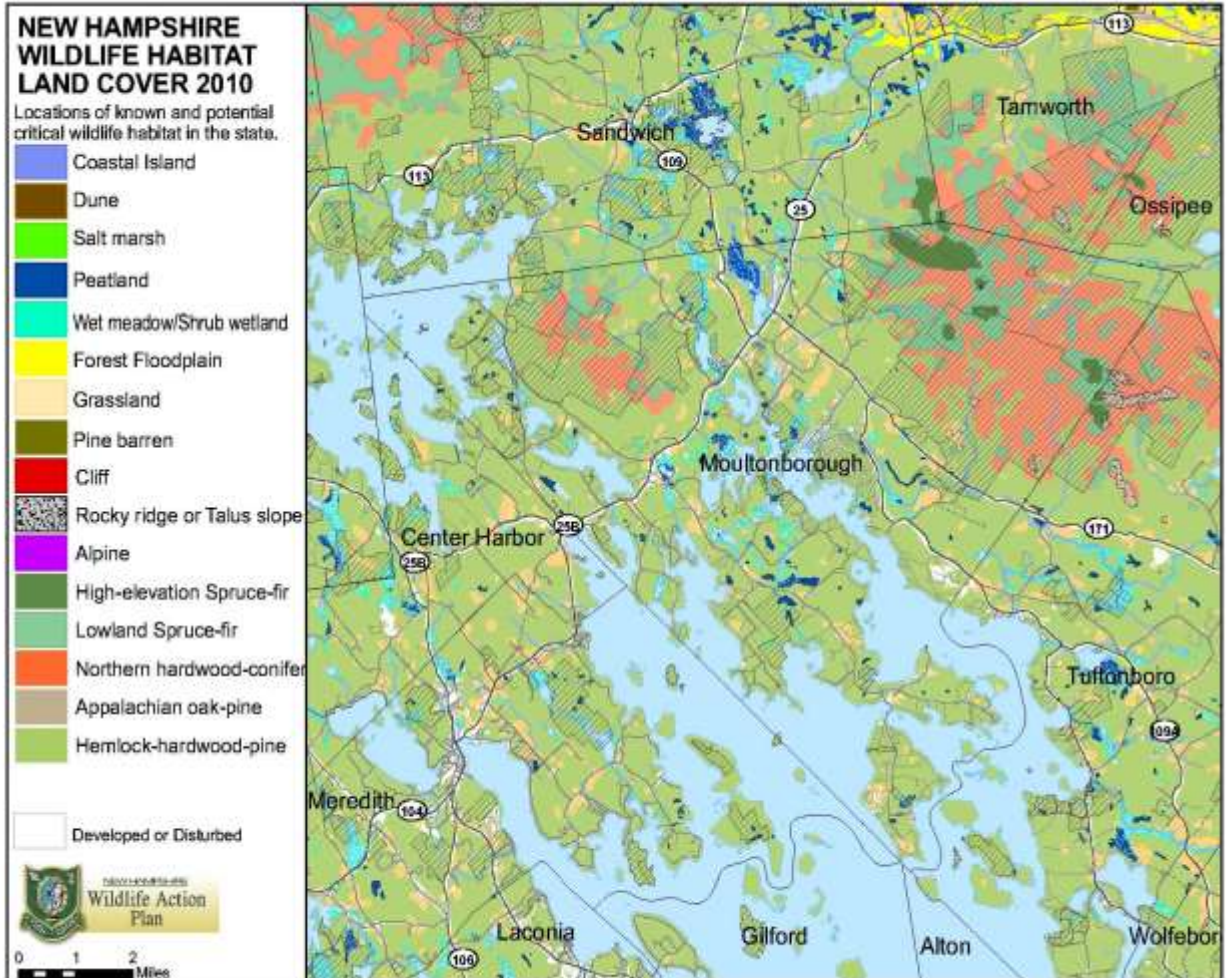 NEW HAMPSHIRE
WILDLIFE HABITAT
LAND COVER 2010
Locations of known and potential
critical wildlife habitat in the state.
Coastal Island
Dune
Salt marsh
Peatland
Wet meadow/Shrub wetland
Forest Floodplain
Grassland
Pine barren
Cliff
Rocky ridge or Talus slope
Alpine
High-elevation Spruce-fir
Lowland Spruce-fir
Northern hardwood-conifer
Appalachian oak-pine
Hemlock-hardwood-pine
Developed or Disturbed
NEW HAMPSHIRE
Wildlife Action
Plan
0 1 2
Miles
113
Tamworth
Sandwich
109
113
25
Ossipee
Moultonborough
25B
Center Harbor
171
25B
Tuftonboro
109A
Meredith
104
Laconia
Gilford
Alton
Wolfebor
106